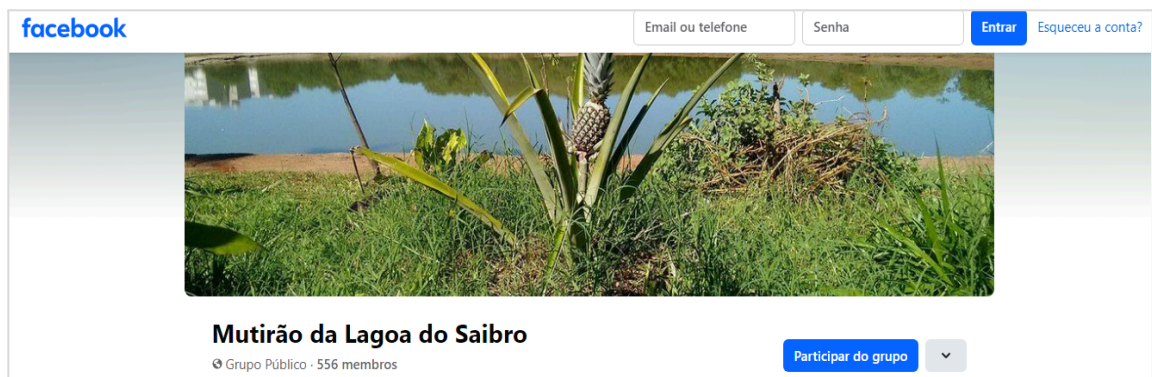 facebook
Email ou telefone
Senha
Entrar
Esqueceu a conta?
Mutirão da Lagoa do Saibro
Grupo Público · 556 membros
Participar do grupo